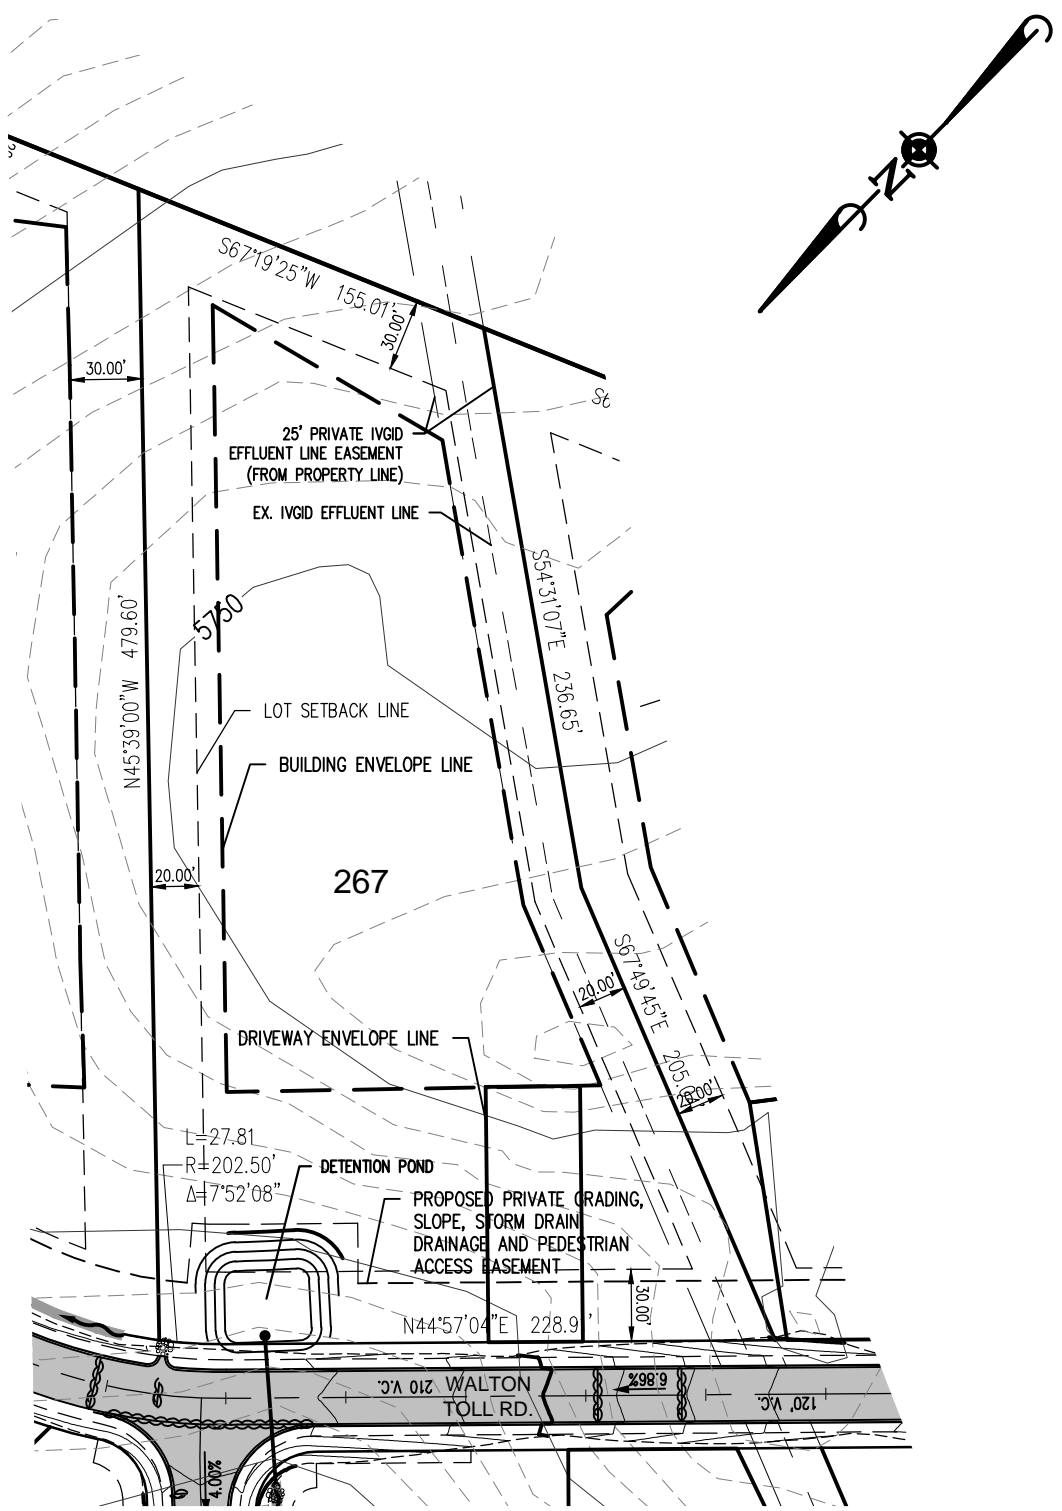 N
S67°19'25"W 155.01'
30.00'
30.00'
25' PRIVATE IVGID
EFFLUENT LINE EASEMENT
(FROM PROPERTY LINE)
EX. IVGID EFFLUENT LINE
S54°31'07"E 236.65'
5750
N45°39'00"W 479.60'
LOT SETBACK LINE
BUILDING ENVELOPE LINE
20.00'
267
S67°49'45"E
20.00'
DRIVEWAY ENVELOPE LINE
20.00'
L=27.81
R=202.50'
Δ=7°52'08"
DETENTION POND
PROPOSED PRIVATE GRADING,
SLOPE, STORM DRAIN
DRAINAGE AND PEDESTRIAN
ACCESS EASEMENT
30.00'
N44°57'04"E
210 V.C.
WALTON
TOLL RD.
6.86%
120' V.C.
4.00%